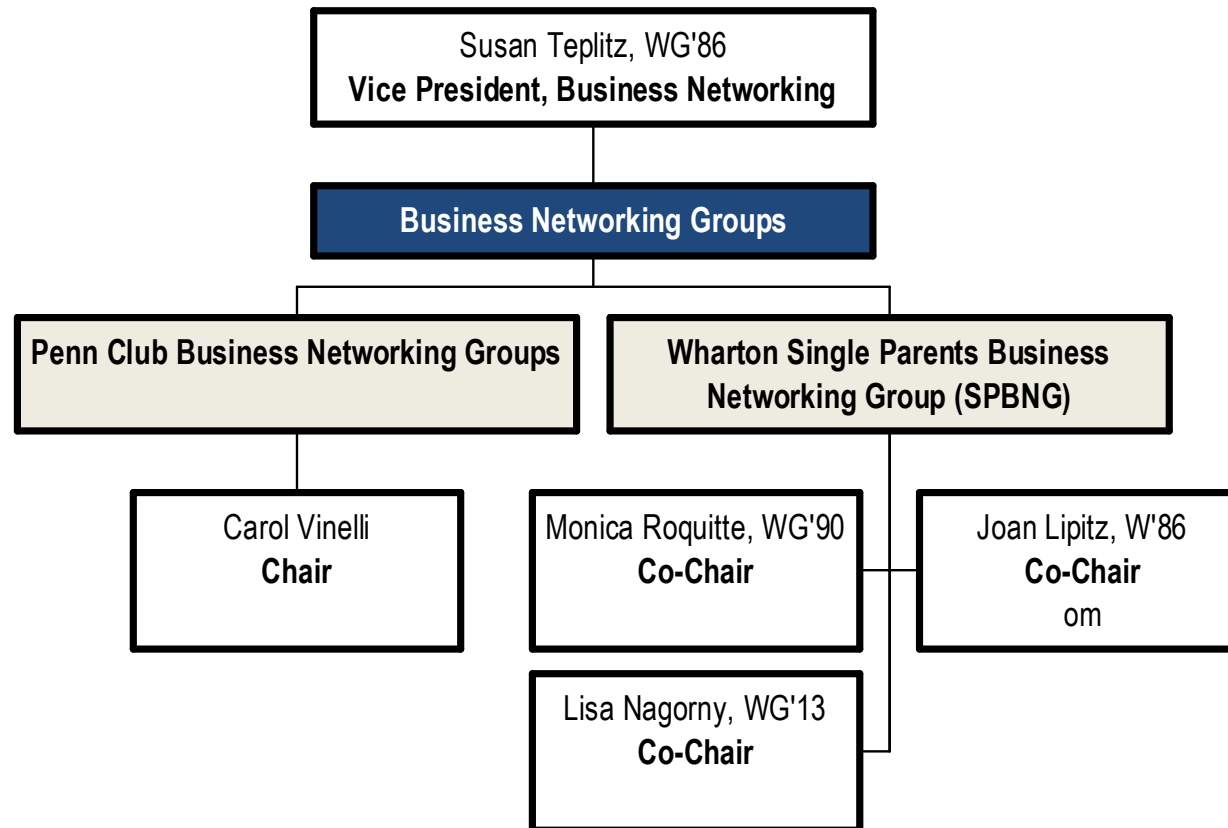 Susan Teplitz, WG'86
Vice President, Business Networking
Business Networking Groups
Penn Club Business Networking Groups
Wharton Single Parents Business
Networking Group (SPBNG)
Carol Vinelli
Chair
Monica Roquitte, WG'90
Co-Chair
Joan Lipitz, W'86
Co-Chair
om
Lisa Nagorny, WG'13
Co-Chair